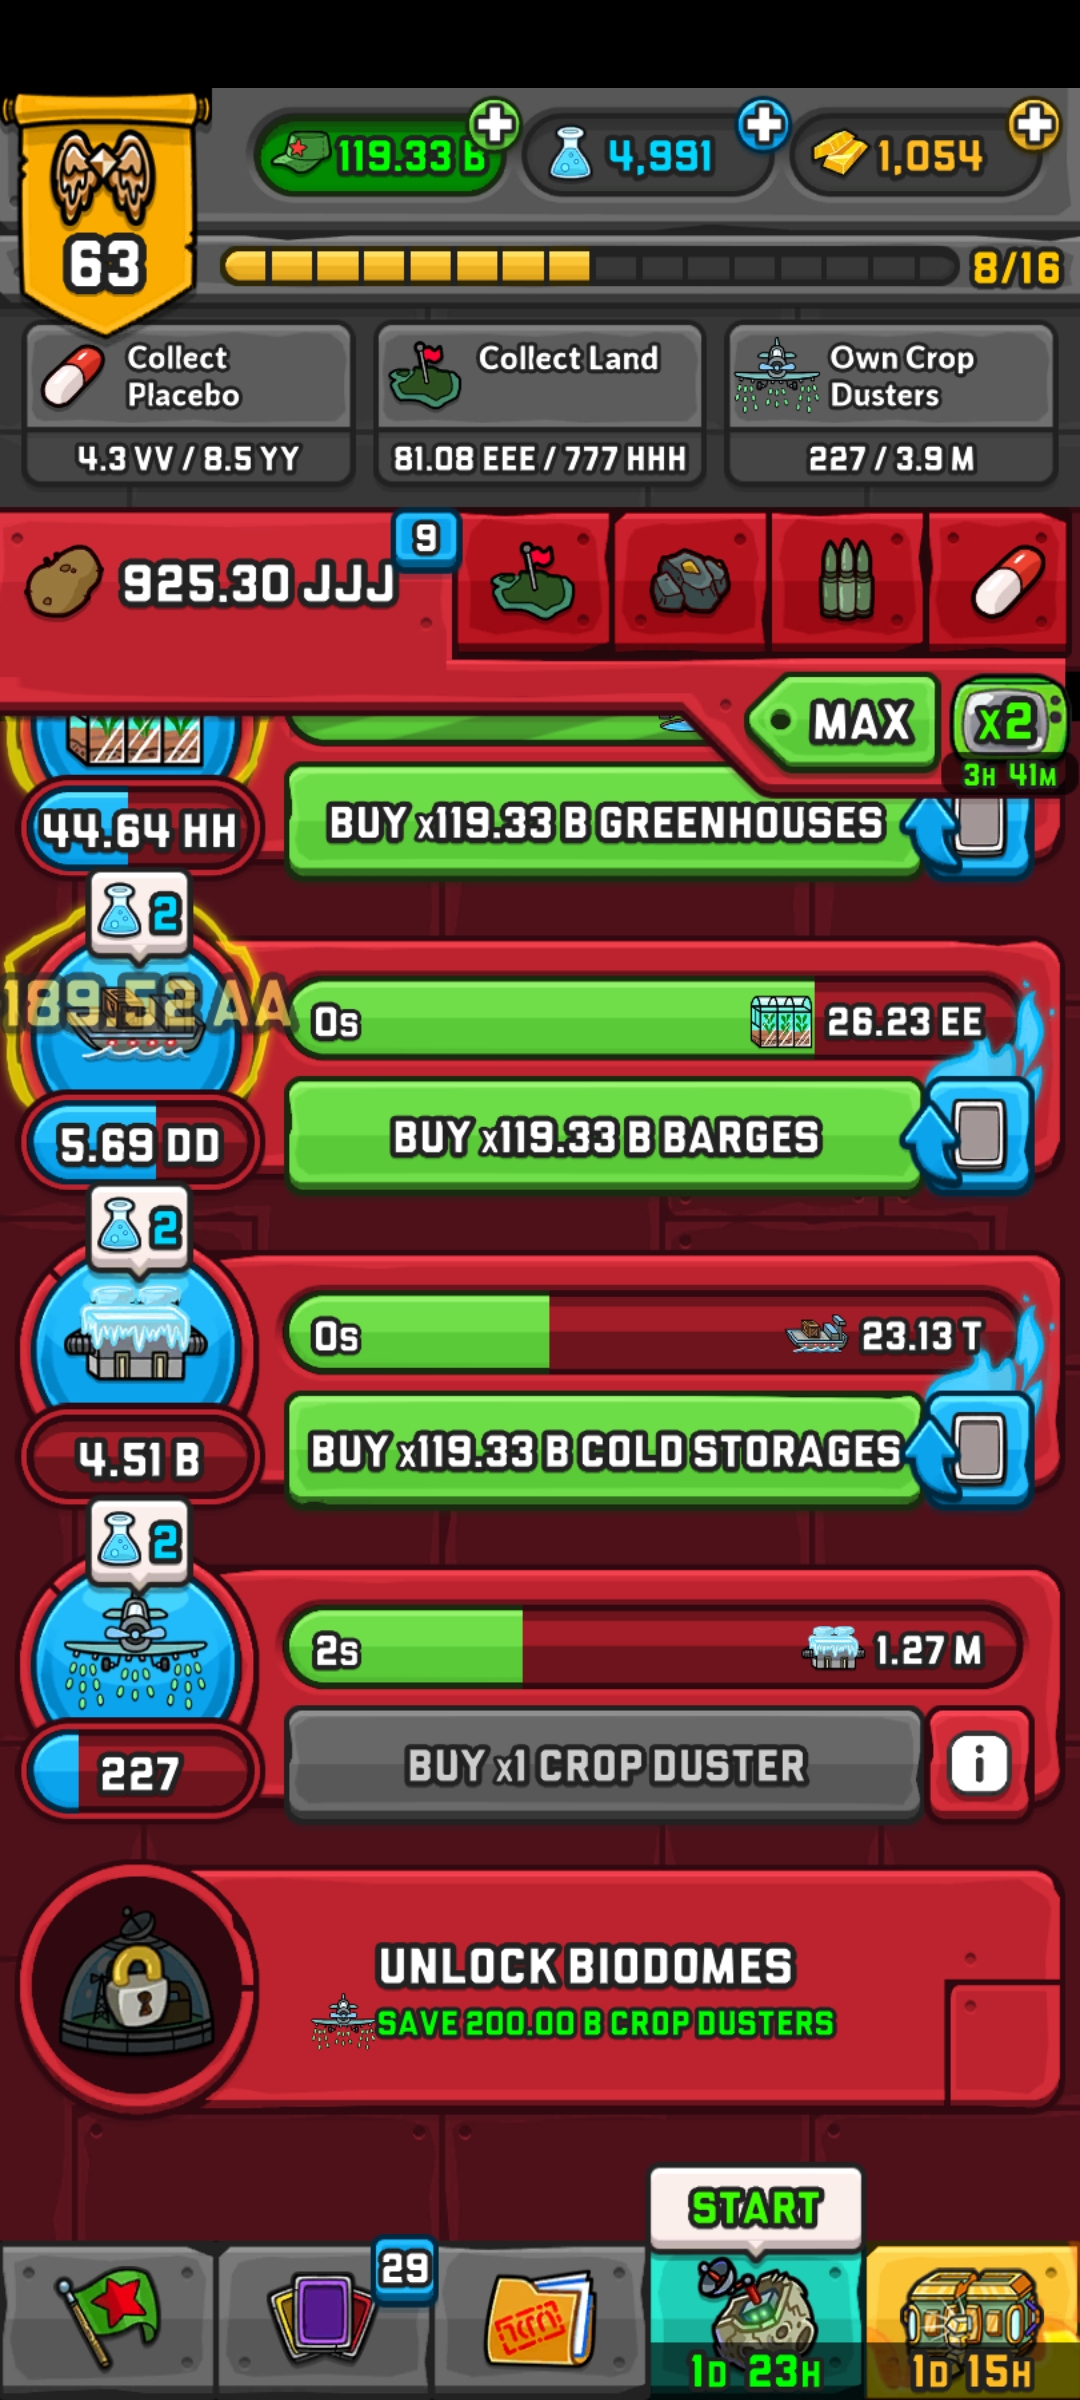 119.33 B
4,991
1,054
63
8/16
Collect
Placebo
4.3 VV / 8.5 YY
Collect Land
81.08 EEE / 777 HHH
Own Crop
Dusters
227 / 3.9 M
925.30 JJJ
9
MAX
X2
3H 41M
44.64 HH
BUY x119.33 B GREENHOUSES
2
189.52 AA
0s
26.23 EE
5.69 DD
BUY x119.33 B BARGES
2
0s
23.13 T
4.51 B
BUY x119.33 B COLD STORAGES
2
2s
1.27 M
227
BUY x1 CROP DUSTER
i
UNLOCK BIODOMES
SAVE 200.00 B CROP DUSTERS
START
29
1D 23H
1D 15H